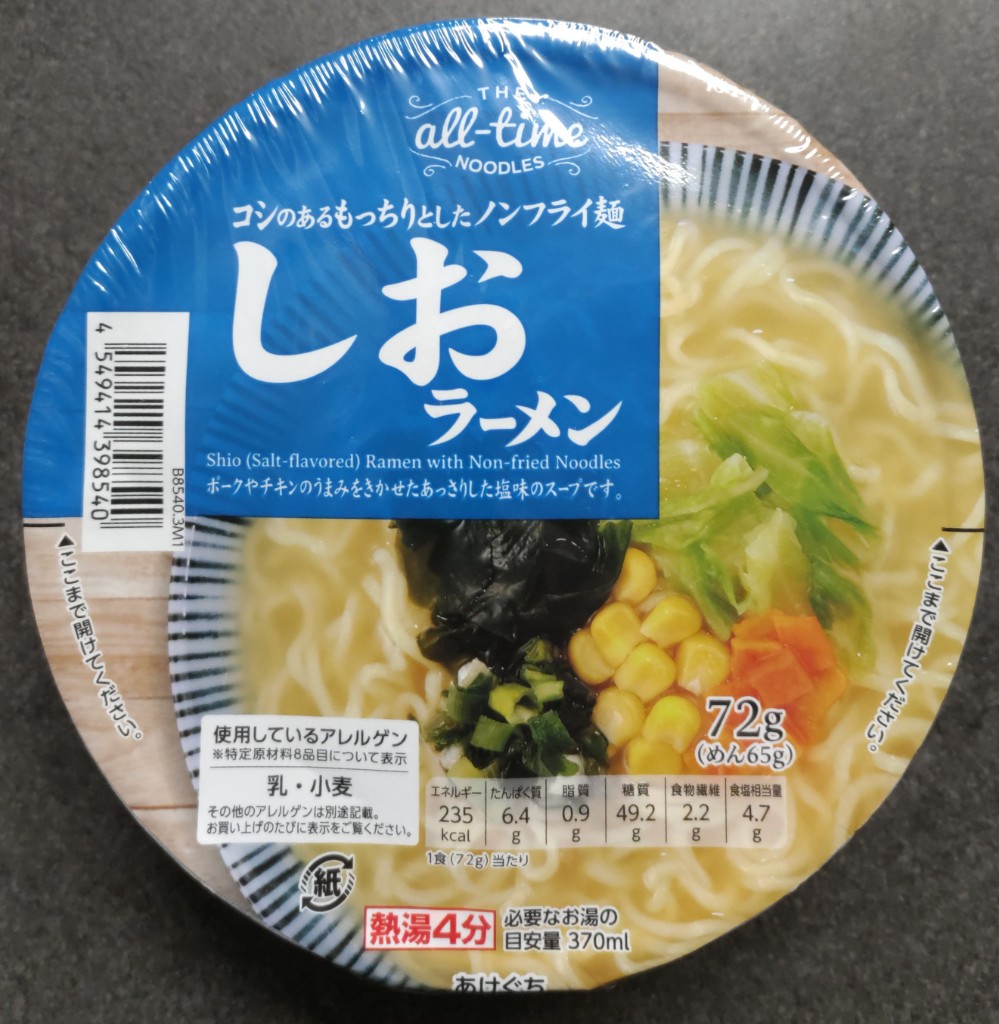 THE
all-time
NOODLES
コシのあるもっちりとしたノンフライ麺
しお
ラーメン
Shio (Salt-flavored) Ramen with Non-fried Noodles
ポークやチキンのうまみをきかせたあっさりした塩味のスープです。
4 549414 398540
B8540.3M1
▲ここまで開けてください。
▲ここまで開けてください。
72g
(めん65g)
使用しているアレルゲン
※特定原材料8品目について表示
乳・小麦
その他のアレルゲンは別途記載。
お買い上げのたびに表示をご覧ください。
エネルギー たんぱく質 脂質 糖質 食物繊維 食塩相当量
235 6.4 0.9 49.2 2.2 4.7
kcal g g g g g
1食(72g)当たり
紙
熱湯4分
必要なお湯の
目安量 370ml
あけぐち